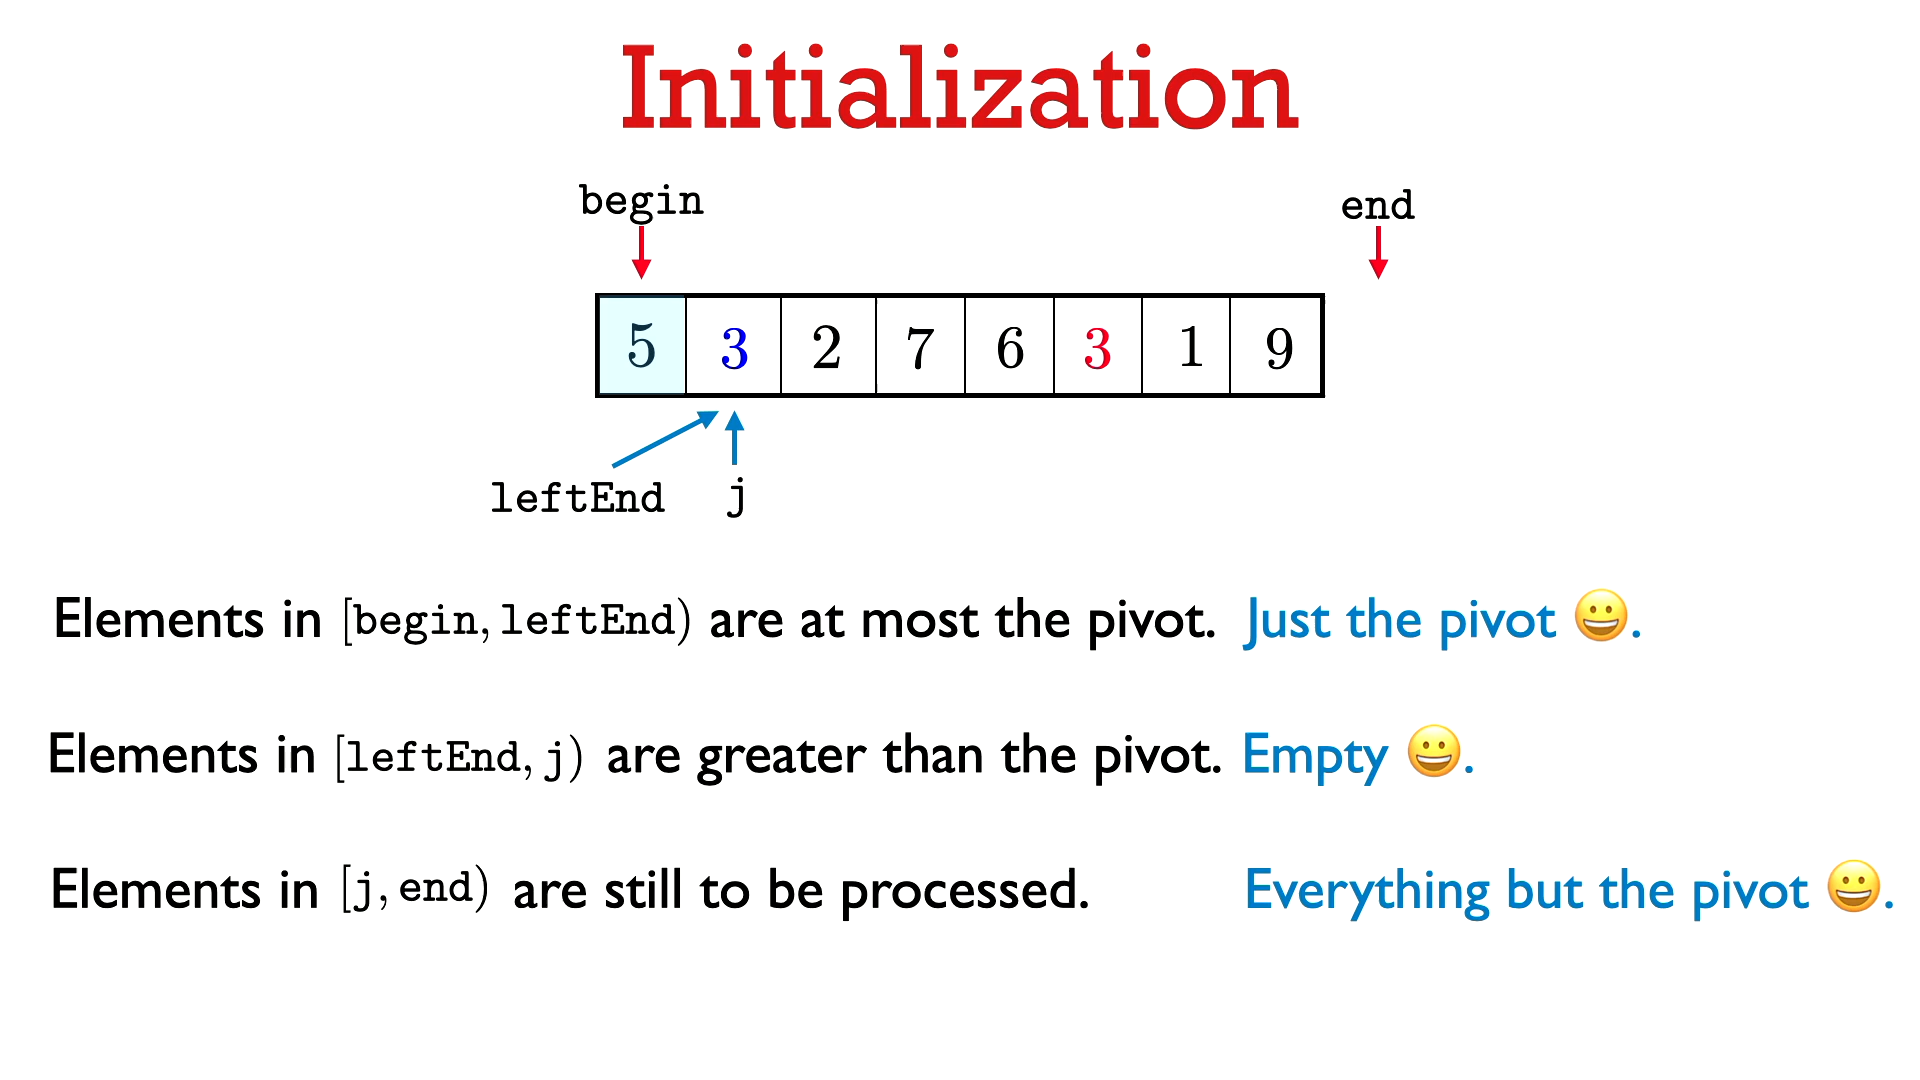 Initialization
begin end
5 3 2 7 6 3 1 9
leftEnd j
Elements in [begin, leftEnd) are at most the pivot. Just the pivot 😀.
Elements in [leftEnd, j) are greater than the pivot. Empty 😀.
Elements in [j, end) are still to be processed. Everything but the pivot 😀.